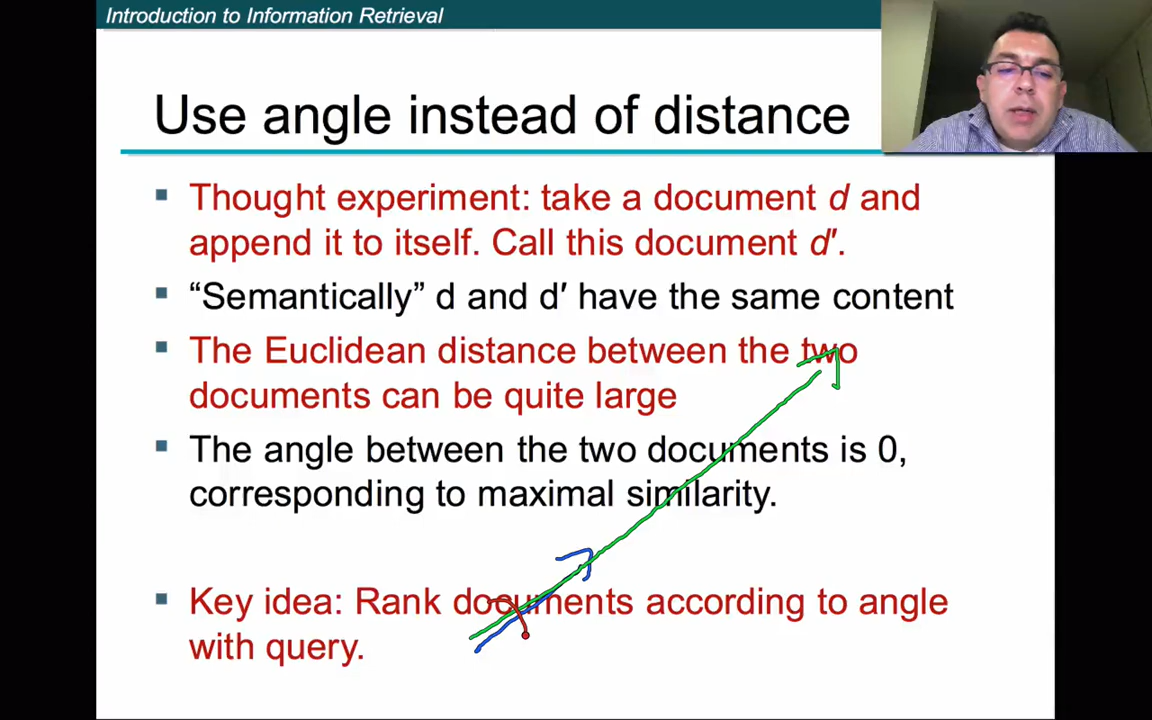 Introduction to Information Retrieval
Use angle instead of distance
▪ Thought experiment: take a document d and
append it to itself. Call this document d′.
▪ “Semantically” d and d′ have the same content
▪ The Euclidean distance between the two
documents can be quite large
▪ The angle between the two documents is 0,
corresponding to maximal similarity.
▪ Key idea: Rank documents according to angle
with query.